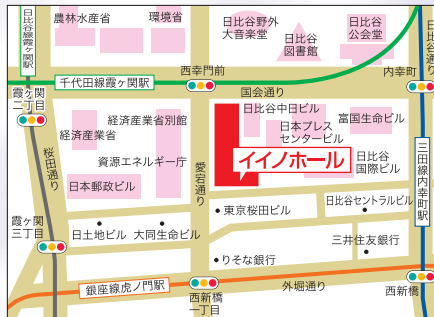 日比谷線霞ヶ関駅
農林水産省
環境省
日比谷野外
大音楽堂
日比谷
図書館
日比谷
公会堂
日比谷通り
千代田線霞ヶ関駅
西幸門前
国会通り
内幸町
霞ヶ関
二丁目
経済産業省
経済産業省別館
日比谷中日ビル
日本プレス
センタービル
富国生命ビル
桜田通り
資源エネルギー庁
愛宕通り
イイノホール
日比谷
国際ビル
三田線内幸町駅
日本郵政ビル
東京桜田ビル
日比谷セントラルビル
霞ヶ関
三丁目
日土地ビル
大同生命ビル
三井住友銀行
りそな銀行
銀座線虎ノ門駅
西新橋
一丁目
外堀通り
西新橋